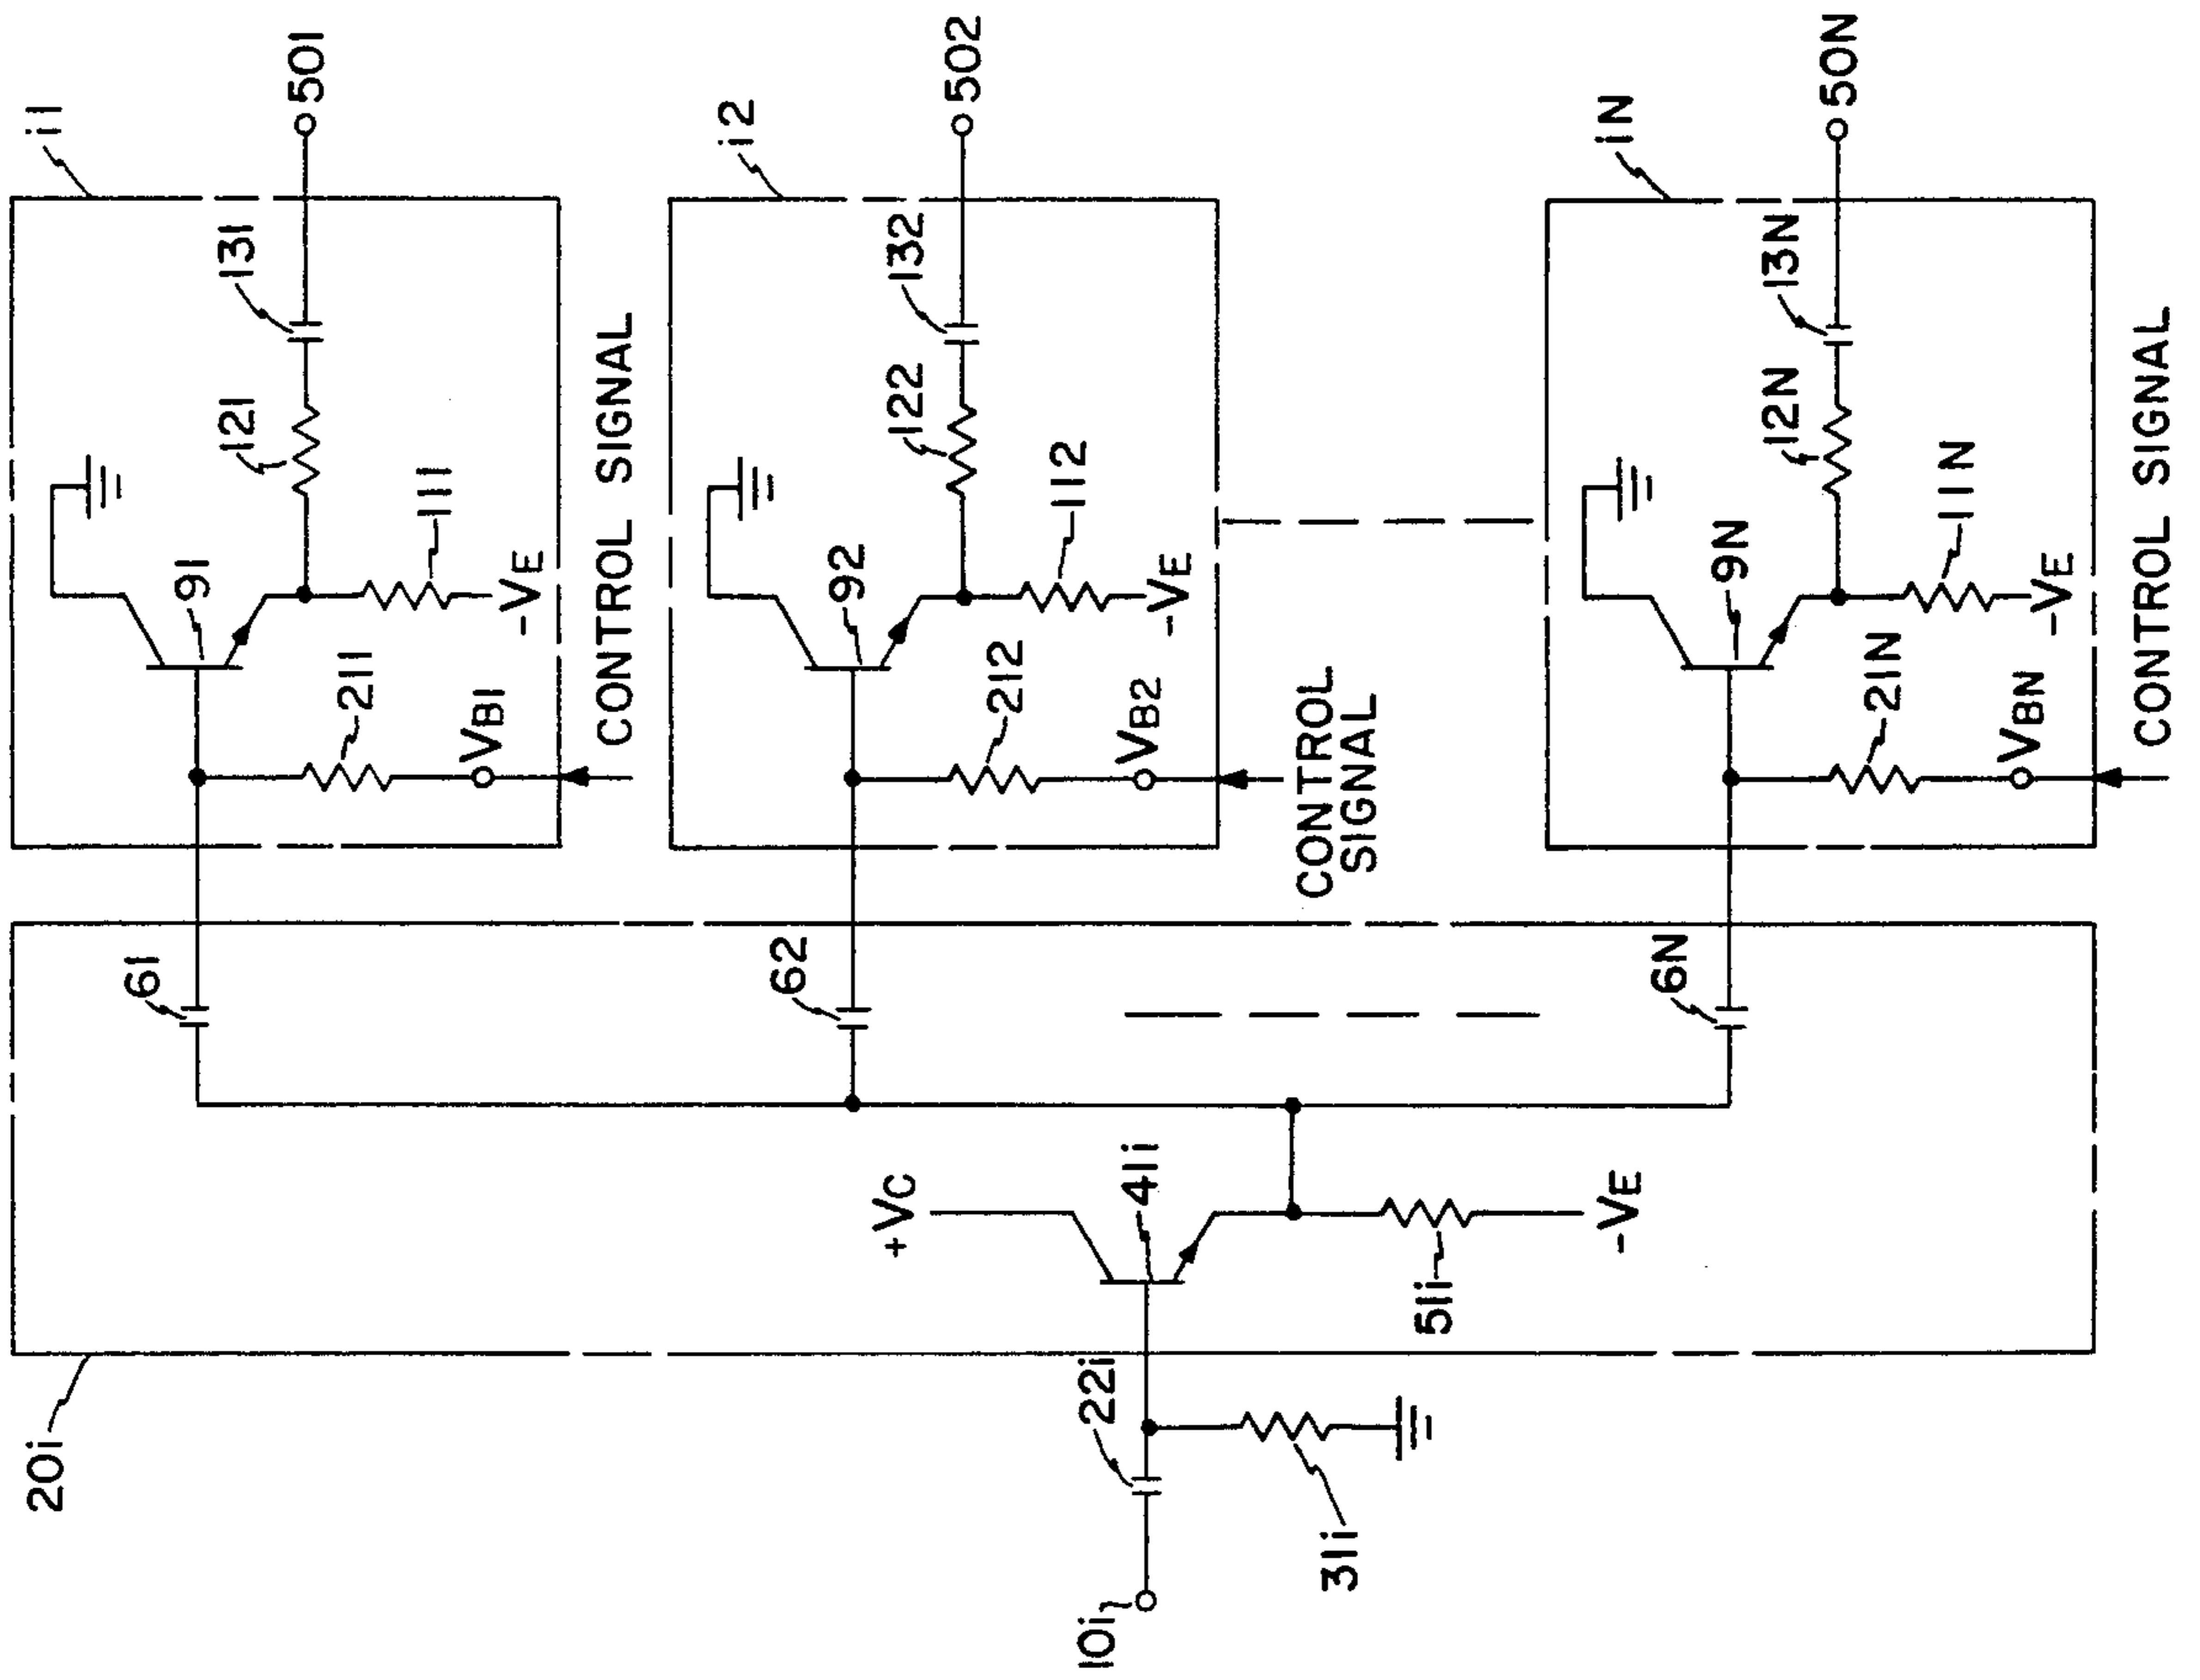 20i
61
62
6N
+VC
41i
51i
-VE
10i
22i
31i
i1
91
211
VB1
111
-VE
121
131
501
CONTROL SIGNAL
i2
92
212
VB2
112
-VE
122
132
502
CONTROL
SIGNAL
iN
9N
21N
VBN
11N
-VE
12N
13N
50N
CONTROL SIGNAL